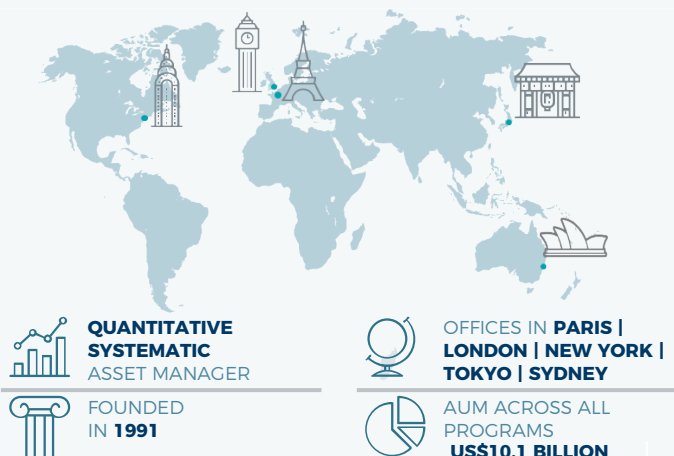 QUANTITATIVE
SYSTEMATIC
ASSET MANAGER
OFFICES IN PARIS |
LONDON | NEW YORK |
TOKYO | SYDNEY
FOUNDED
IN 1991
AUM ACROSS ALL
PROGRAMS
US$10.1 BILLION